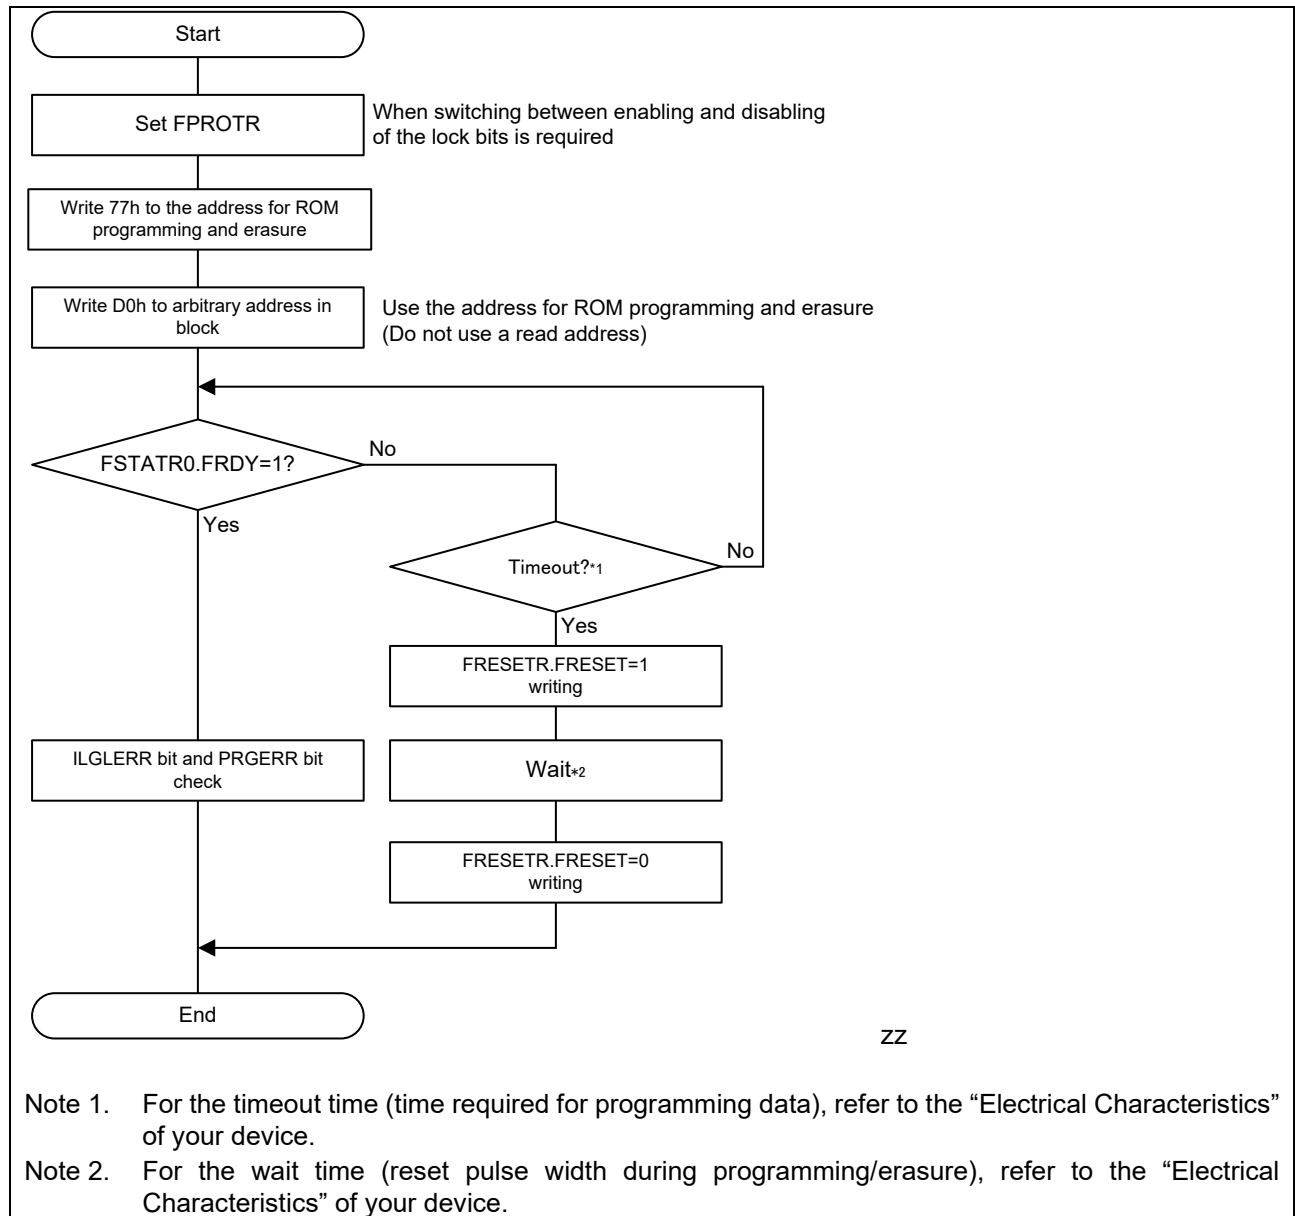 Start
Set FPROTR
When switching between enabling and disabling
of the lock bits is required
Write 77h to the address for ROM
programming and erasure
Write D0h to arbitrary address in
block
Use the address for ROM programming and erasure
(Do not use a read address)
FSTATR0.FRDY=1?
No
Yes
Timeout?*1
No
Yes
FRESETR.FRESET=1
writing
ILGLERR bit and PRGERR bit
check
Wait*2
FRESETR.FRESET=0
writing
End
zz
Note 1. For the timeout time (time required for programming data), refer to the “Electrical Characteristics”
of your device.
Note 2. For the wait time (reset pulse width during programming/erasure), refer to the “Electrical
Characteristics” of your device.